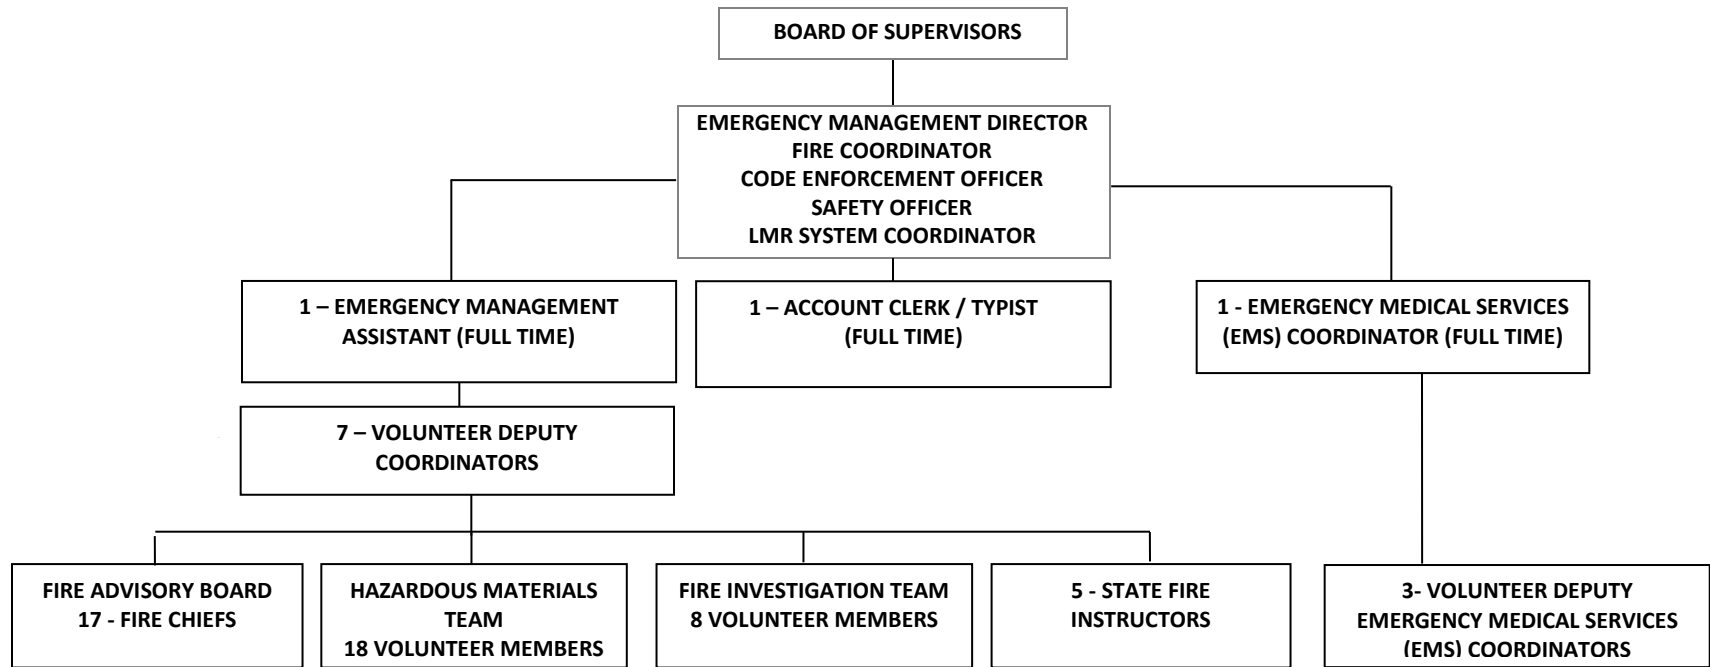 BOARD OF SUPERVISORS
EMERGENCY MANAGEMENT DIRECTOR
FIRE COORDINATOR
CODE ENFORCEMENT OFFICER
SAFETY OFFICER
LMR SYSTEM COORDINATOR
1 – EMERGENCY MANAGEMENT
ASSISTANT (FULL TIME)
1 – ACCOUNT CLERK / TYPIST
(FULL TIME)
1 - EMERGENCY MEDICAL SERVICES
(EMS) COORDINATOR (FULL TIME)
7 – VOLUNTEER DEPUTY
COORDINATORS
FIRE ADVISORY BOARD
17 - FIRE CHIEFS
HAZARDOUS MATERIALS
TEAM
18 VOLUNTEER MEMBERS
FIRE INVESTIGATION TEAM
8 VOLUNTEER MEMBERS
5 - STATE FIRE
INSTRUCTORS
3- VOLUNTEER DEPUTY
EMERGENCY MEDICAL SERVICES
(EMS) COORDINATORS